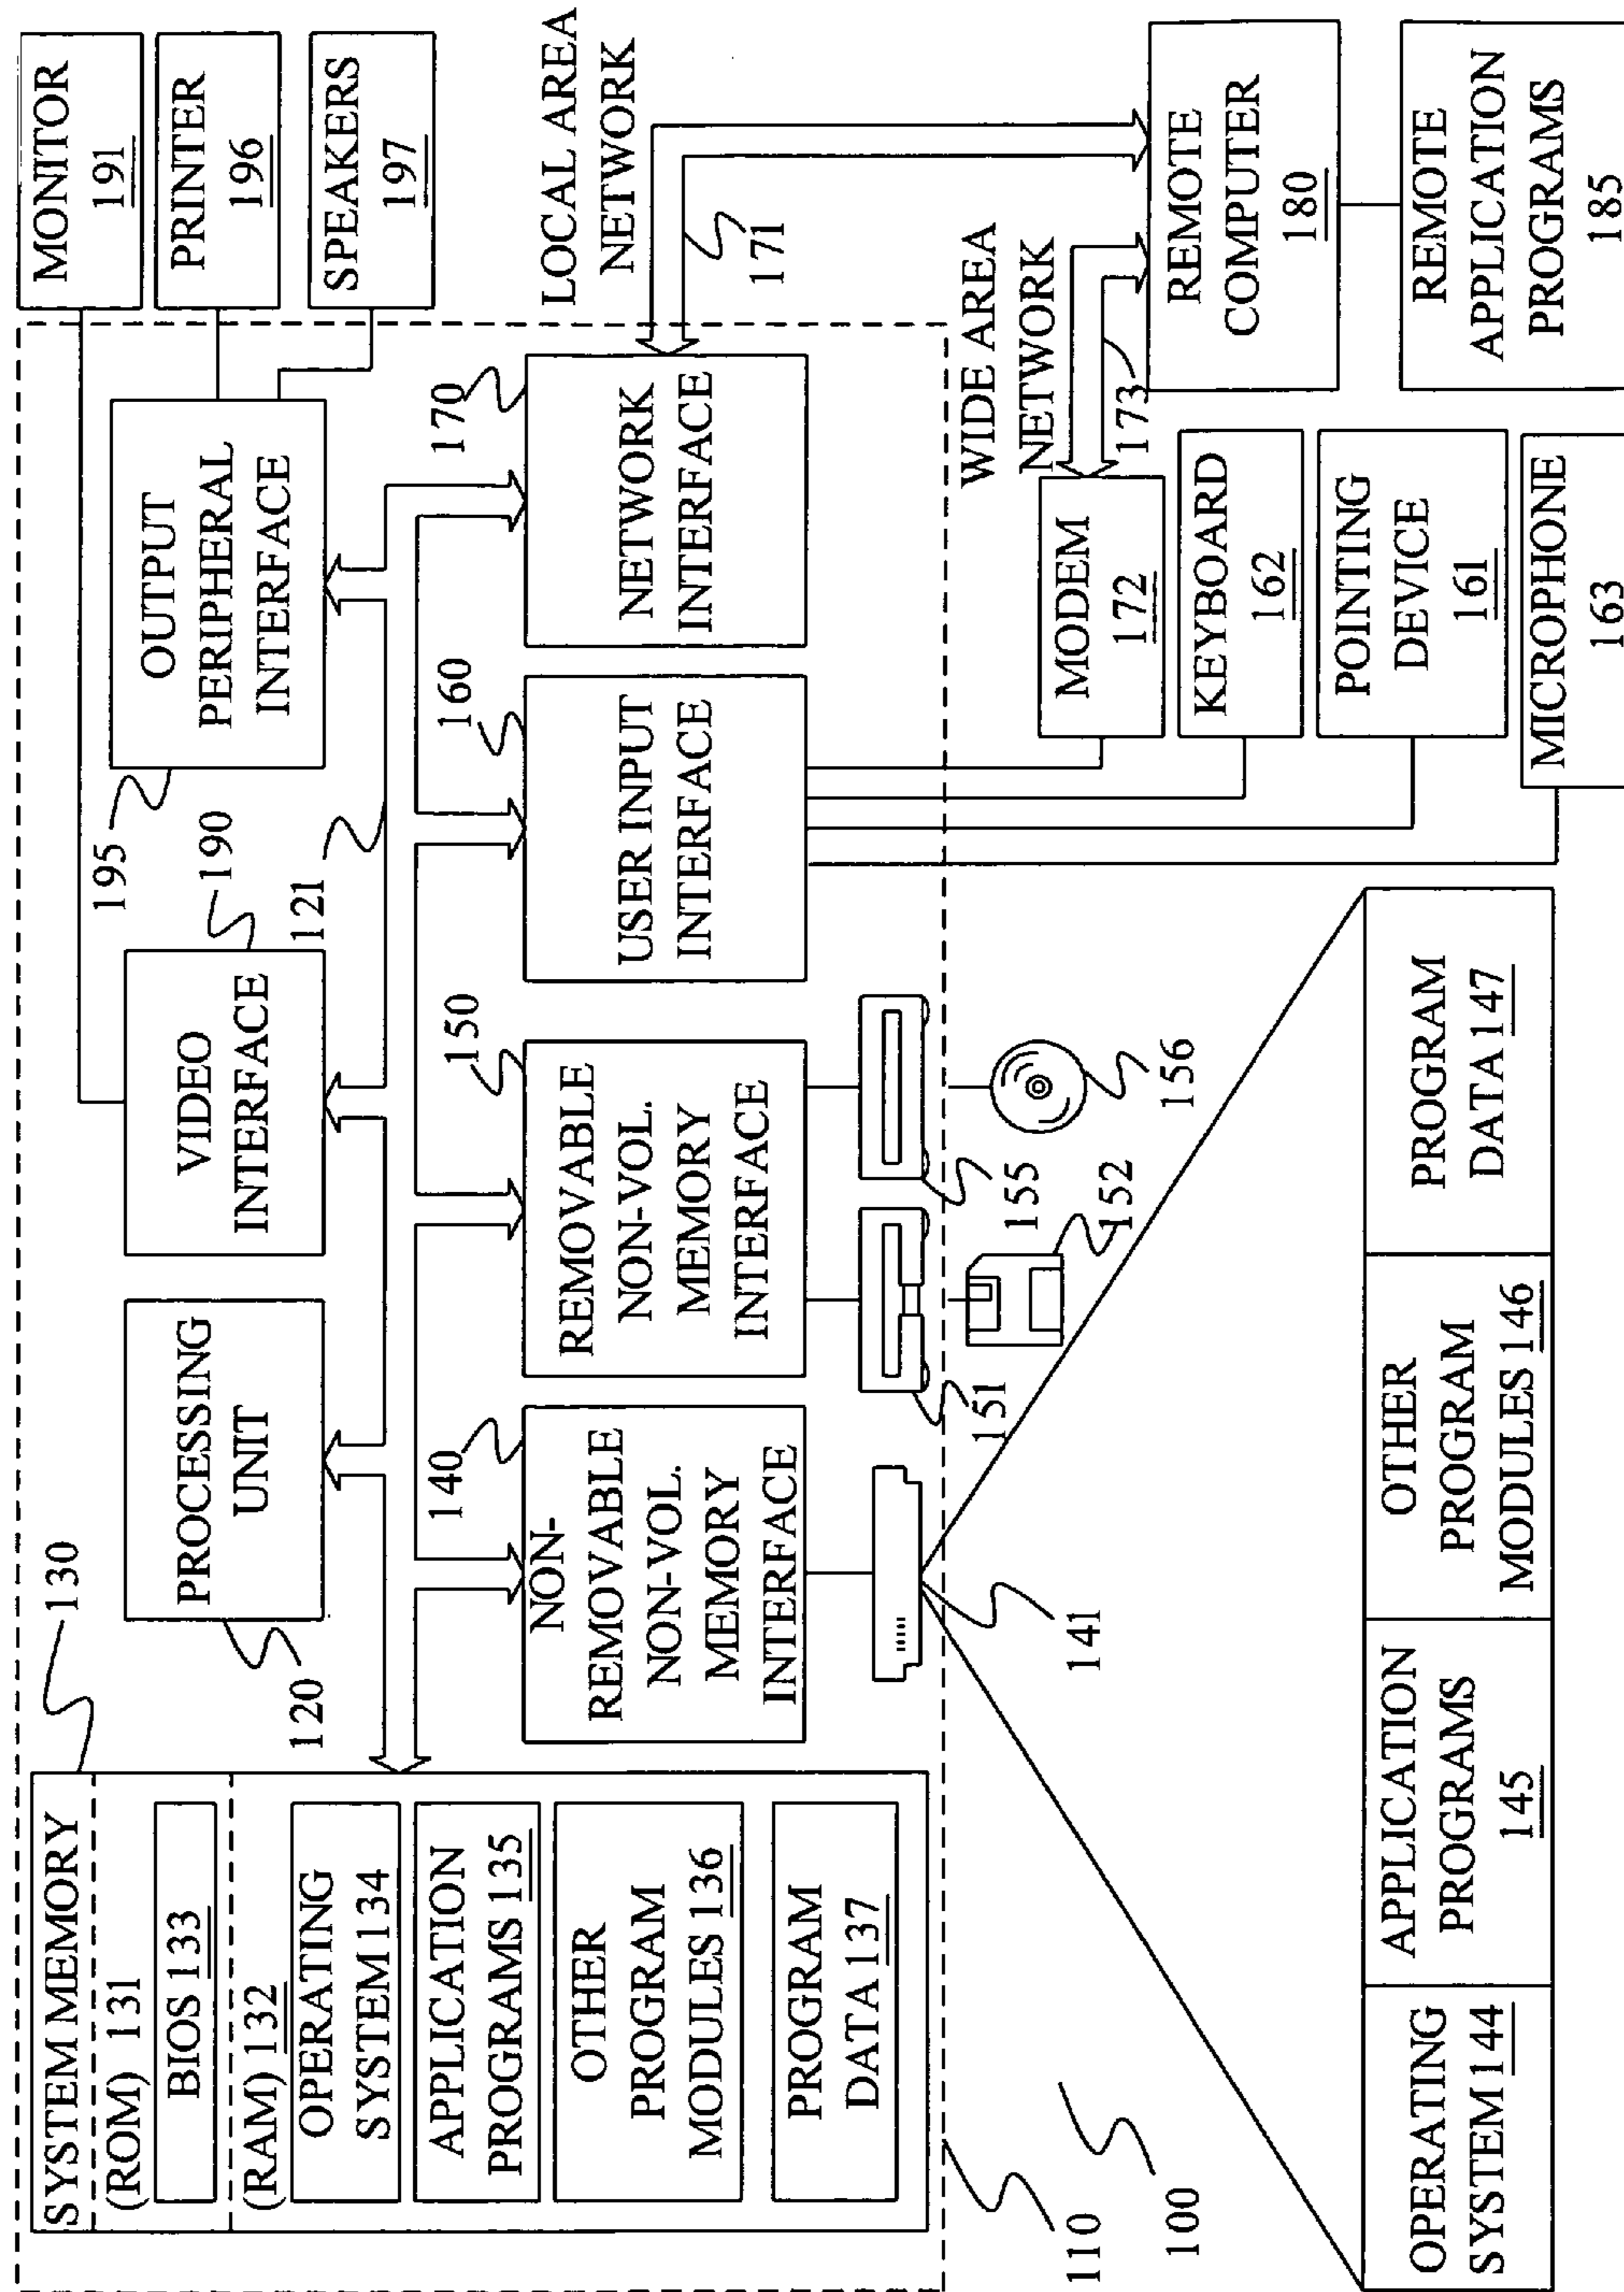 SYSTEM MEMORY
(ROM) 131
BIOS 133
(RAM) 132
OPERATING
SYSTEM 134
APPLICATION
PROGRAMS 135
OTHER
PROGRAM
MODULES 136
PROGRAM
DATA 137
130
PROCESSING
UNIT
120
VIDEO
INTERFACE
190
121
OUTPUT
PERIPHERAL
INTERFACE
195
MONITOR
191
PRINTER
196
SPEAKERS
197
NON-
REMOVABLE
NON-VOL.
MEMORY
INTERFACE
140
REMOVABLE
NON-VOL.
MEMORY
INTERFACE
150
USER INPUT
INTERFACE
160
NETWORK
INTERFACE
170
LOCAL AREA
NETWORK
171
141
151
152
155
156
WIDE AREA
NETWORK
173
MODEM
172
KEYBOARD
162
POINTING
DEVICE
161
MICROPHONE
163
REMOTE
COMPUTER
180
REMOTE
APPLICATION
PROGRAMS
185
110
100
OPERATING
SYSTEM 144
APPLICATION
PROGRAMS
145
OTHER
PROGRAM
MODULES 146
PROGRAM
DATA 147